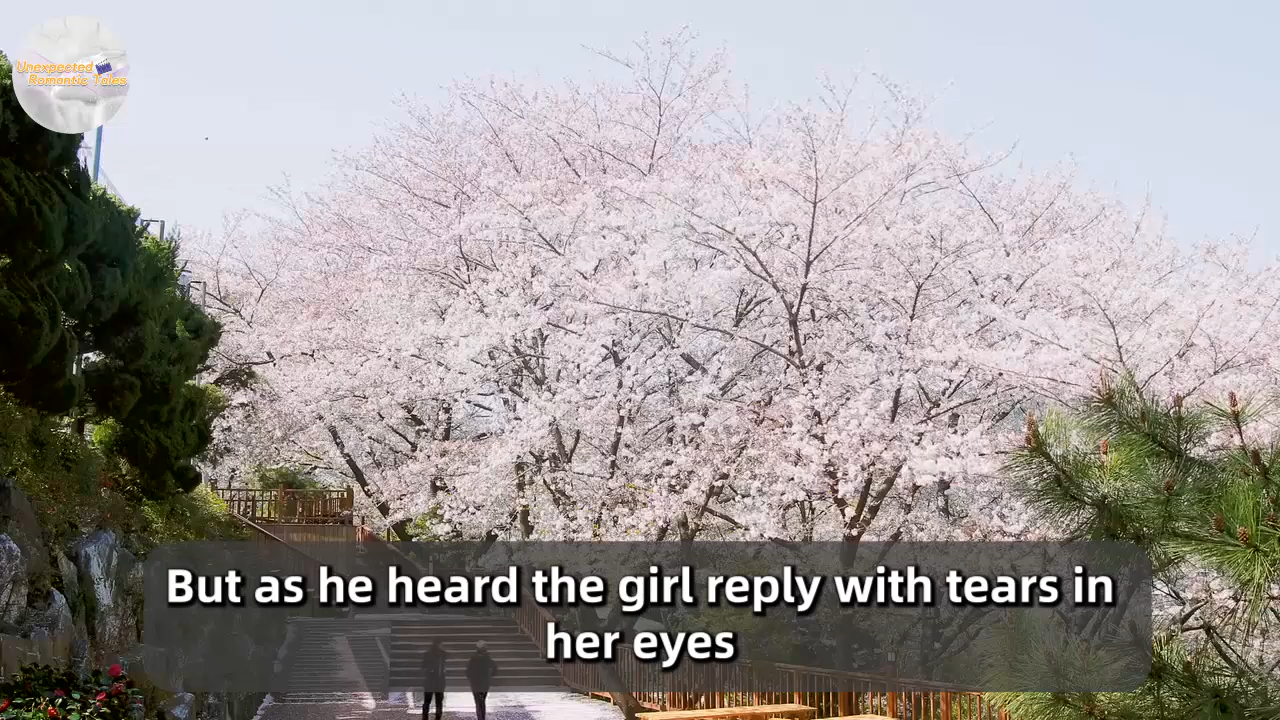 Unexpected
Romantic Tales
But as he heard the girl reply with tears in
her eyes